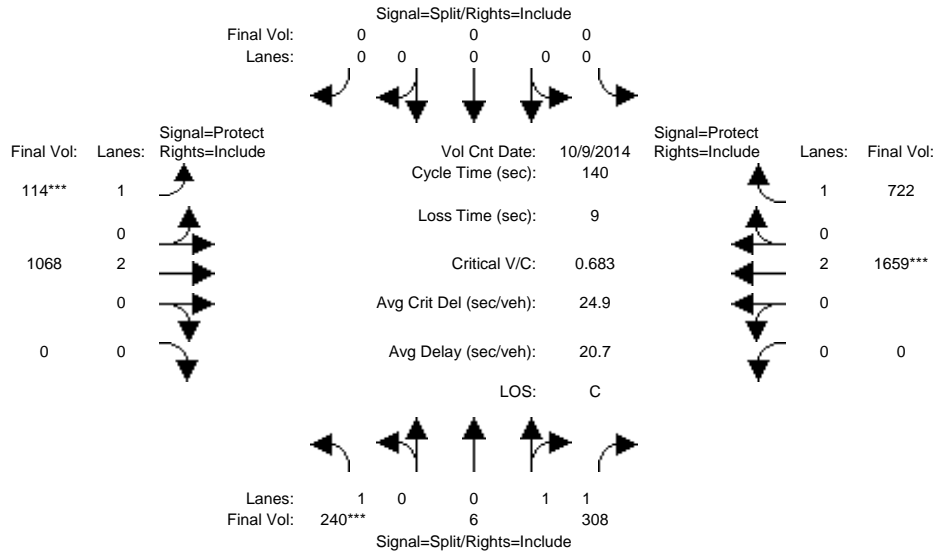 Signal=Split/Rights=Include
Final Vol: 0 0 0
Lanes: 0 0 0 0 0
Signal=Protect Signal=Protect
Final Vol: Lanes: Rights=Include Vol Cnt Date: 10/9/2014 Rights=Include Lanes: Final Vol:
Cycle Time (sec): 140
114*** 1 1 722
Loss Time (sec): 9
0 0
1068 2 Critical V/C: 0.683 2 1659***
0 Avg Crit Del (sec/veh): 24.9 0
0 0 Avg Delay (sec/veh): 20.7 0 0
LOS: C
Lanes: 1 0 0 1 1
Final Vol: 240*** 6 308
Signal=Split/Rights=Include